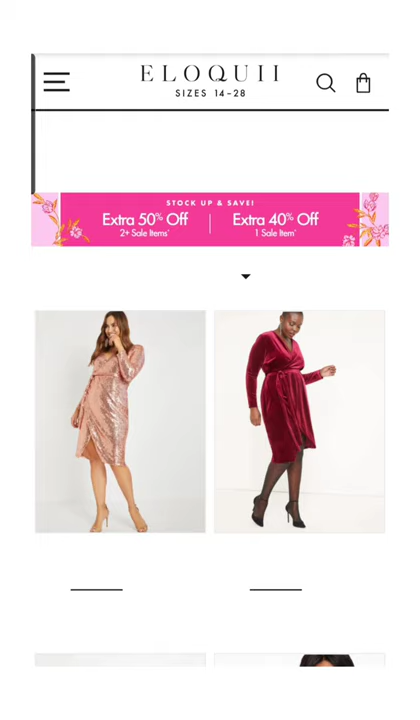 ELOQUII
SIZES 14-28
STOCK UP & SAVE!
Extra 50% Off
2+ Sale Items*
Extra 40% Off
1 Sale Item*